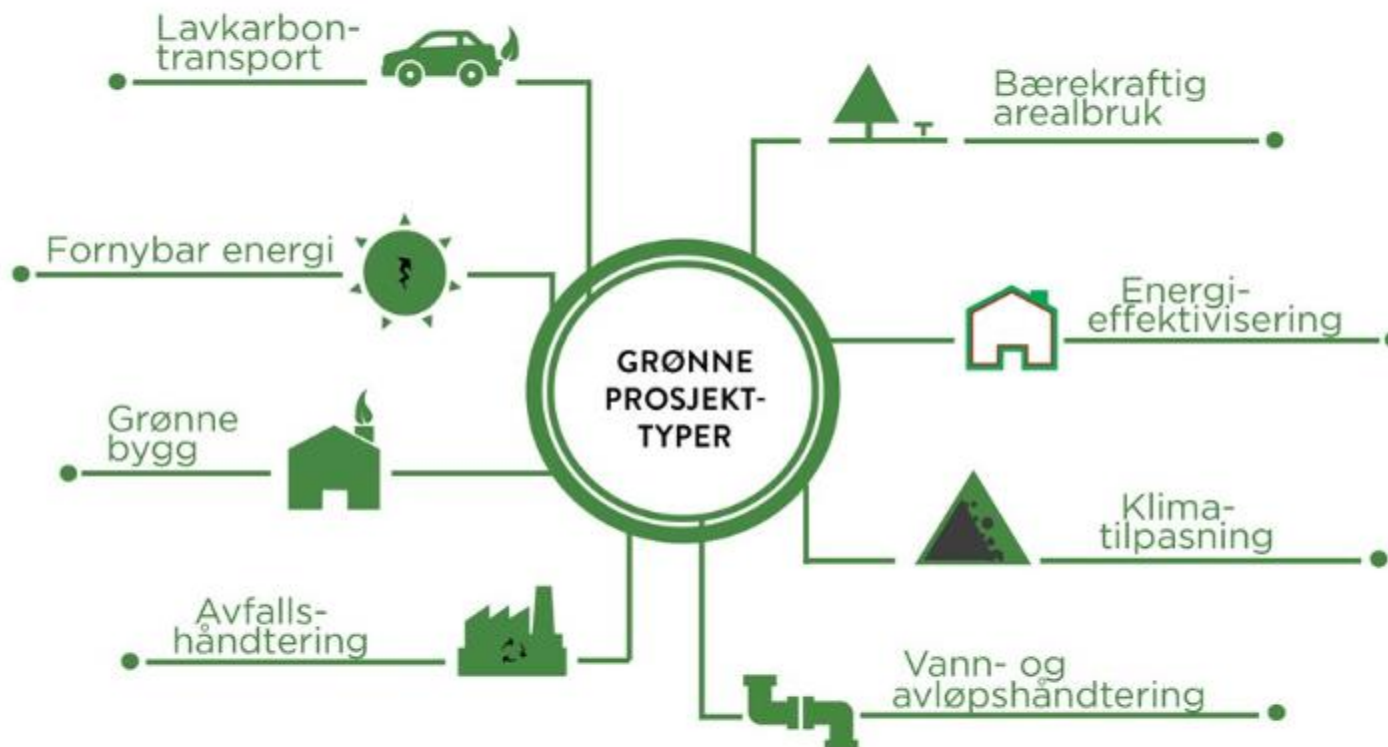 Lavkarbon-
transport
Fornybar energi
Grønne
bygg
Avfalls-
håndtering
GRØNNE
PROSJEKT-
TYPER
Bærekraftig
arealbruk
Energi-
effektivisering
Klima-
tilpasning
Vann- og
avløpshåndtering